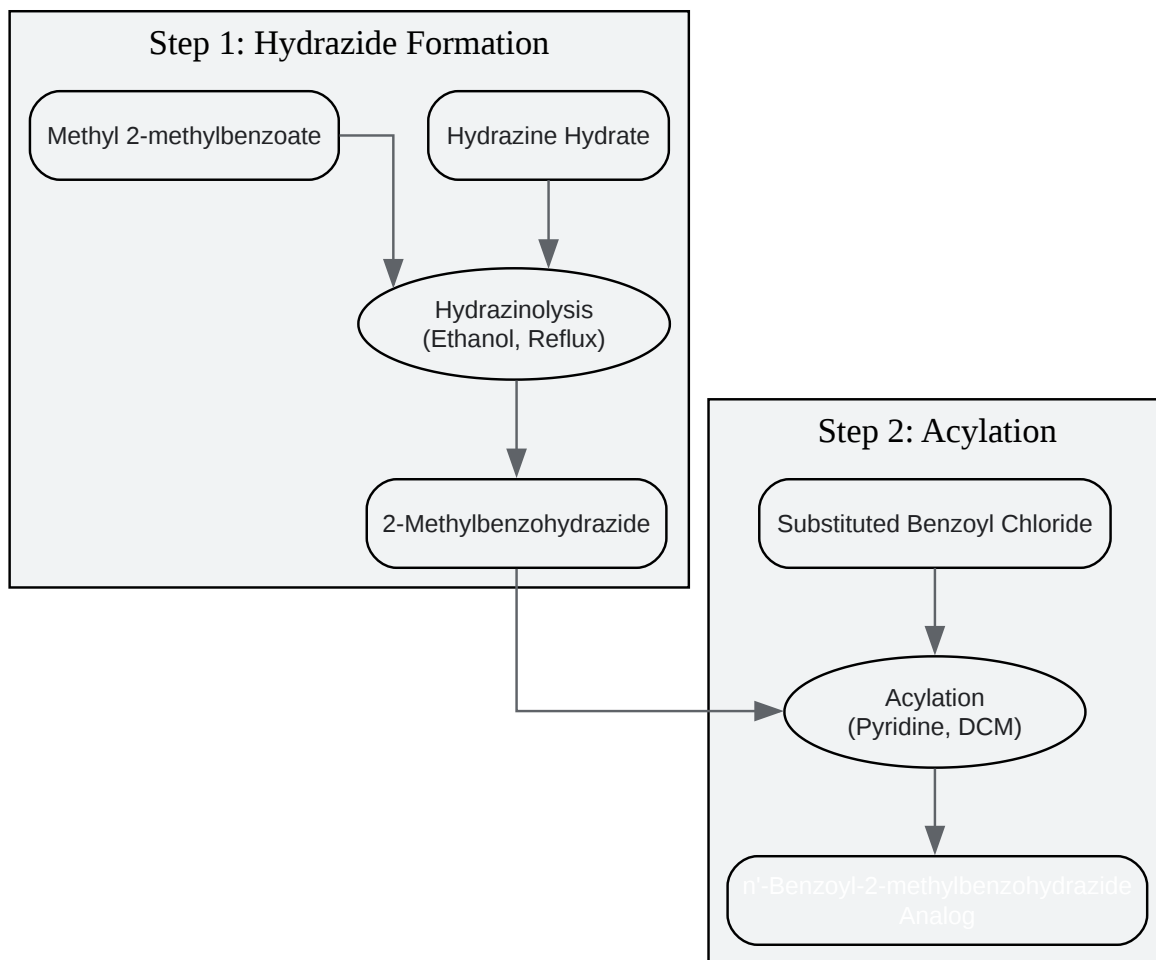 Step 1: Hydrazide Formation
Methyl 2-methylbenzoate
Hydrazine Hydrate
Hydrazinolysis
(Ethanol, Reflux)
2-Methylbenzohydrazide
Step 2: Acylation
Substituted Benzoyl Chloride
Acylation
(Pyridine, DCM)
n'-Benzoyl-2-methylbenzohydrazide
Analog